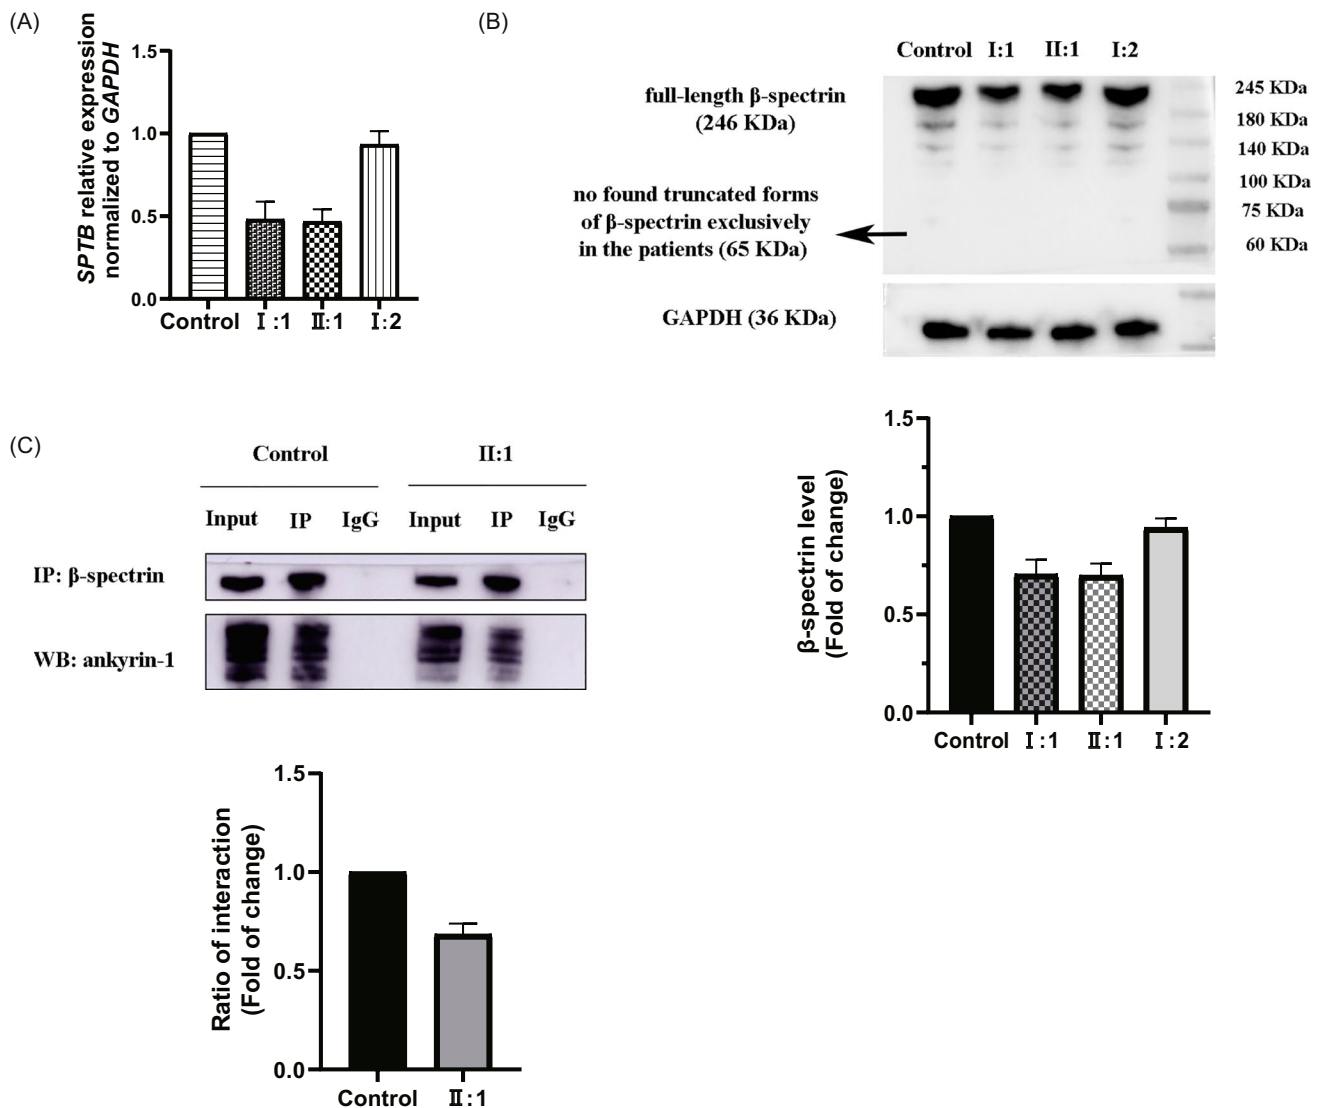 (A)
SPTB relative expression
normalized to GAPDH
1.5
1.0
0.5
0.0
Control Ⅰ:1 Ⅱ:1 Ⅰ:2
(B)
Control I:1 II:1 I:2
full-length β-spectrin
(246 KDa)
no found truncated forms
of β-spectrin exclusively
in the patients (65 KDa)
GAPDH (36 KDa)
245 KDa
180 KDa
140 KDa
100 KDa
75 KDa
60 KDa
β-spectrin level
(Fold of change)
1.5
1.0
0.5
0.0
Control Ⅰ:1 Ⅱ:1 Ⅰ:2
(C)
Control II:1
Input IP IgG Input IP IgG
IP: β-spectrin
WB: ankyrin-1
Ratio of interaction
(Fold of change)
1.5
1.0
0.5
0.0
Control Ⅱ:1